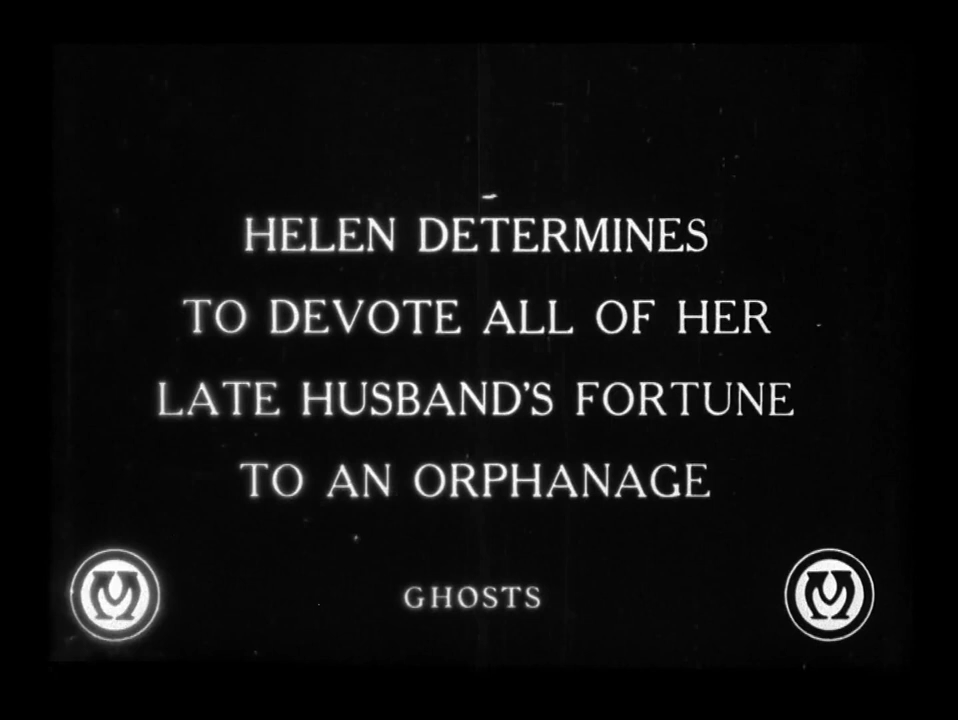 HELEN DETERMINES
TO DEVOTE ALL OF HER
LATE HUSBAND'S FORTUNE
TO AN ORPHANAGE
GHOSTS